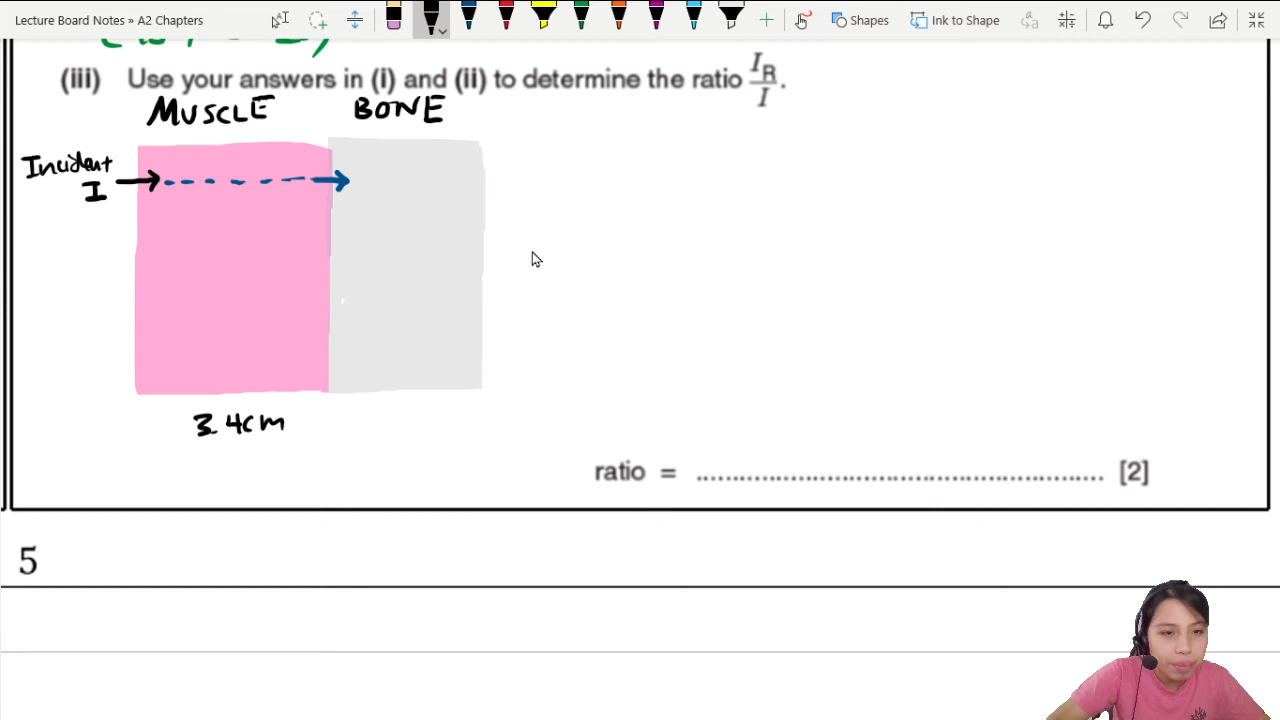 Lecture Board Notes » A2 Chapters
Shapes
Ink to Shape
(iii) Use your answers in (i) and (ii) to determine the ratio I_R/I.
MUSCLE
BONE
Incident
I
3.4cm
ratio = .......................................................... [2]
5